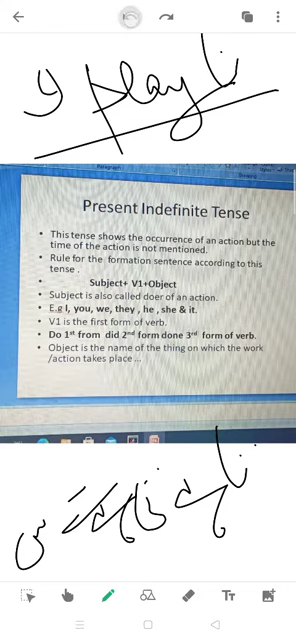 I play
Present Indefinite Tense
• This tense shows the occurrence of an action but the
time of the action is not mentioned.
• Rule for the formation sentence according to this
tense .
• Subject+ V1+Object
• Subject is also called doer of an action.
• E.g I, you, we, they , he , she & it.
• V1 is the first form of verb.
• Do 1st from did 2nd form done 3rd form of verb.
• Object is the name of the thing on which the work
/action takes place ...